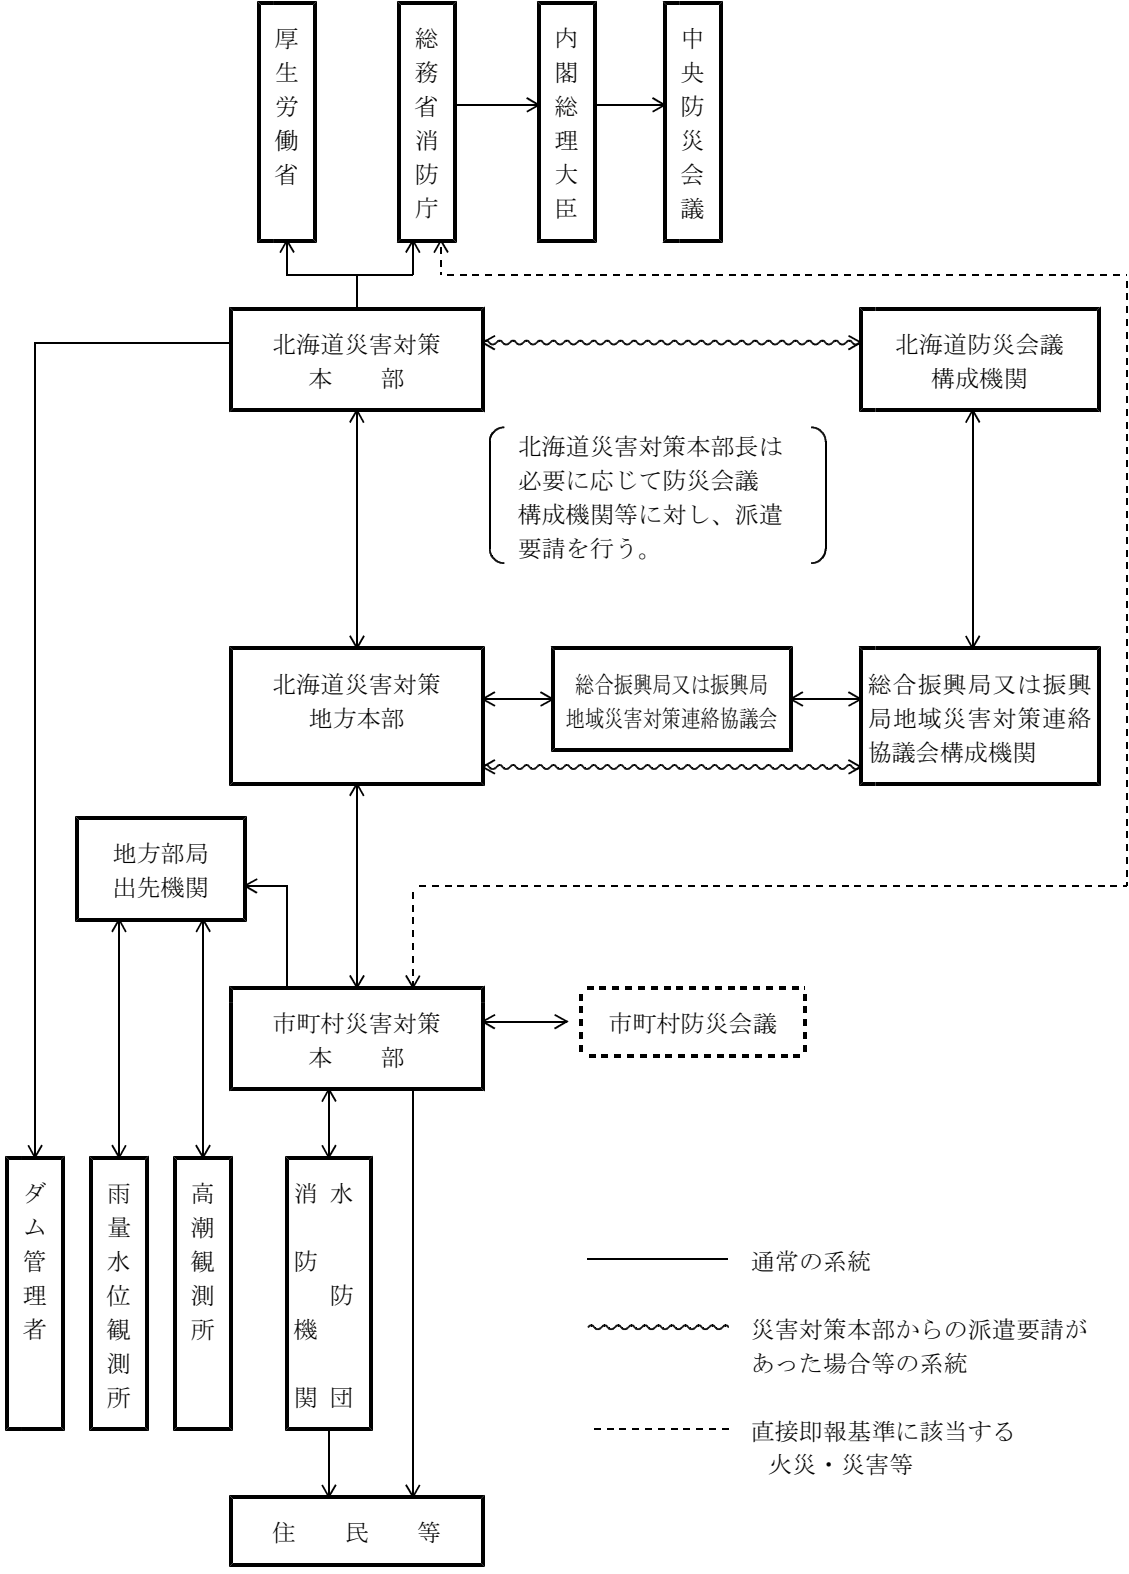 厚生労働省
総務省消防庁
内閣総理大臣
中央防災会議
北海道災害対策
本　　部
北海道防災会議
構成機関
北海道災害対策本部長は
必要に応じて防災会議
構成機関等に対し、派遣
要請を行う。
北海道災害対策
地方本部
総合振興局又は振興局
地域災害対策連絡協議会
総合振興局又は振興
局地域災害対策連絡
協議会構成機関
地方部局
出先機関
市町村災害対策
本　　部
市町村防災会議
ダム管理者
雨量水位観測所
高潮観測所
消防機関
水防団
通常の系統
災害対策本部からの派遣要請が
あった場合等の系統
直接即報基準に該当する
火災・災害等
住　　民　　等